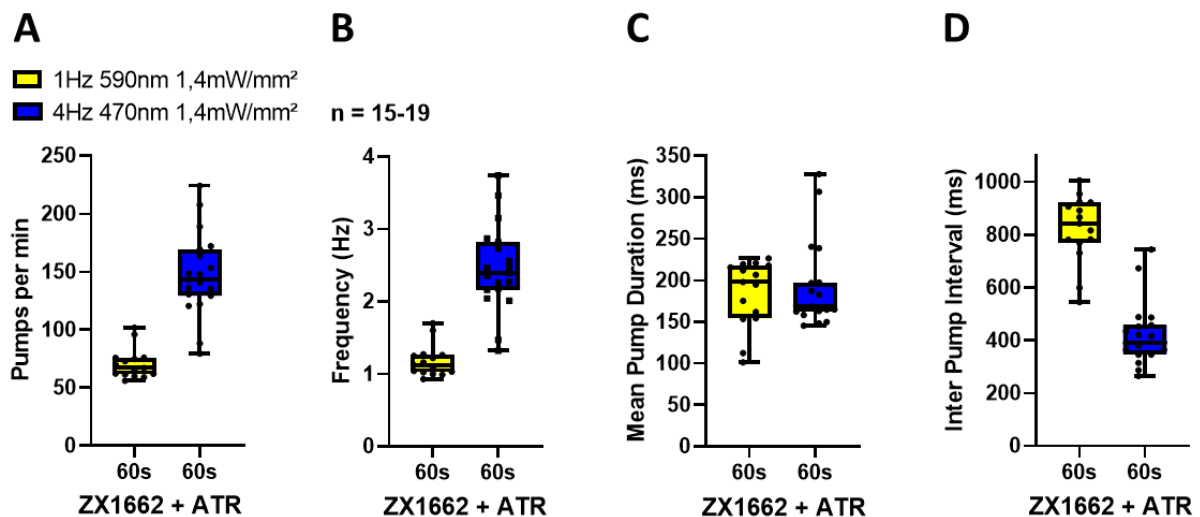 A
B
C
D
1Hz 590nm 1,4mW/mm²
4Hz 470nm 1,4mW/mm²
n = 15-19
Pumps per min
250
200
150
100
50
0
60s
60s
ZX1662 + ATR
Frequency (Hz)
4
3
2
1
0
60s
60s
ZX1662 + ATR
Mean Pump Duration (ms)
350
300
250
200
150
100
50
0
60s
60s
ZX1662 + ATR
Inter Pump Interval (ms)
1000
800
600
400
200
0
60s
60s
ZX1662 + ATR